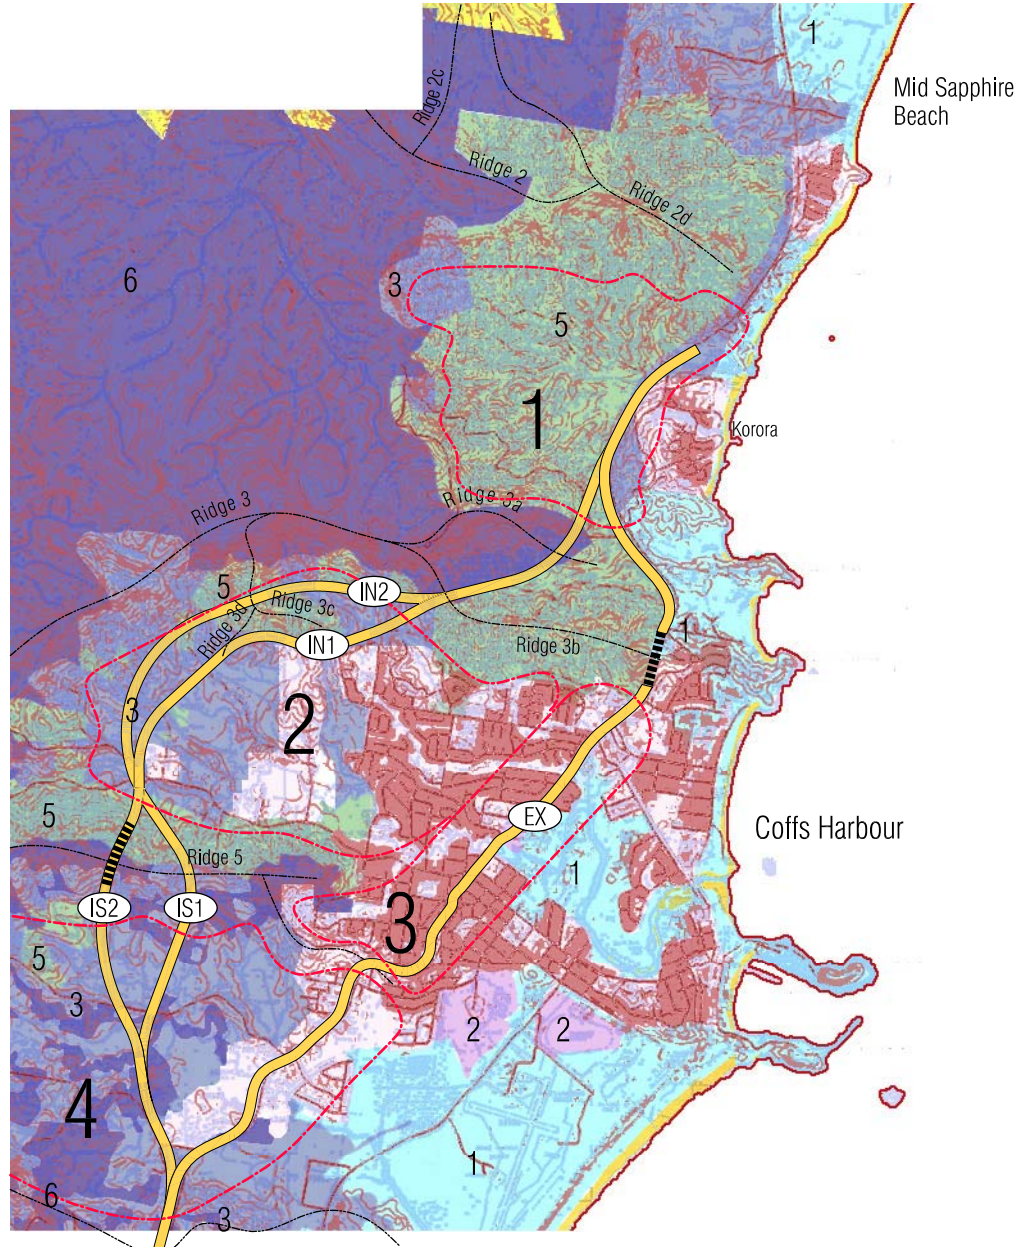 1
Mid Sapphire
Beach
Ridge 2c
Ridge 2
Ridge 2d
6
3
5
1
Korora
Ridge 3a
Ridge 3
5
IN2
Ridge 3c
Ridge 3d
IN1
Ridge 3b
1
3
2
5
EX
Coffs Harbour
Ridge 5
1
IS2
IS1
3
5
3
2
2
4
1
6
3